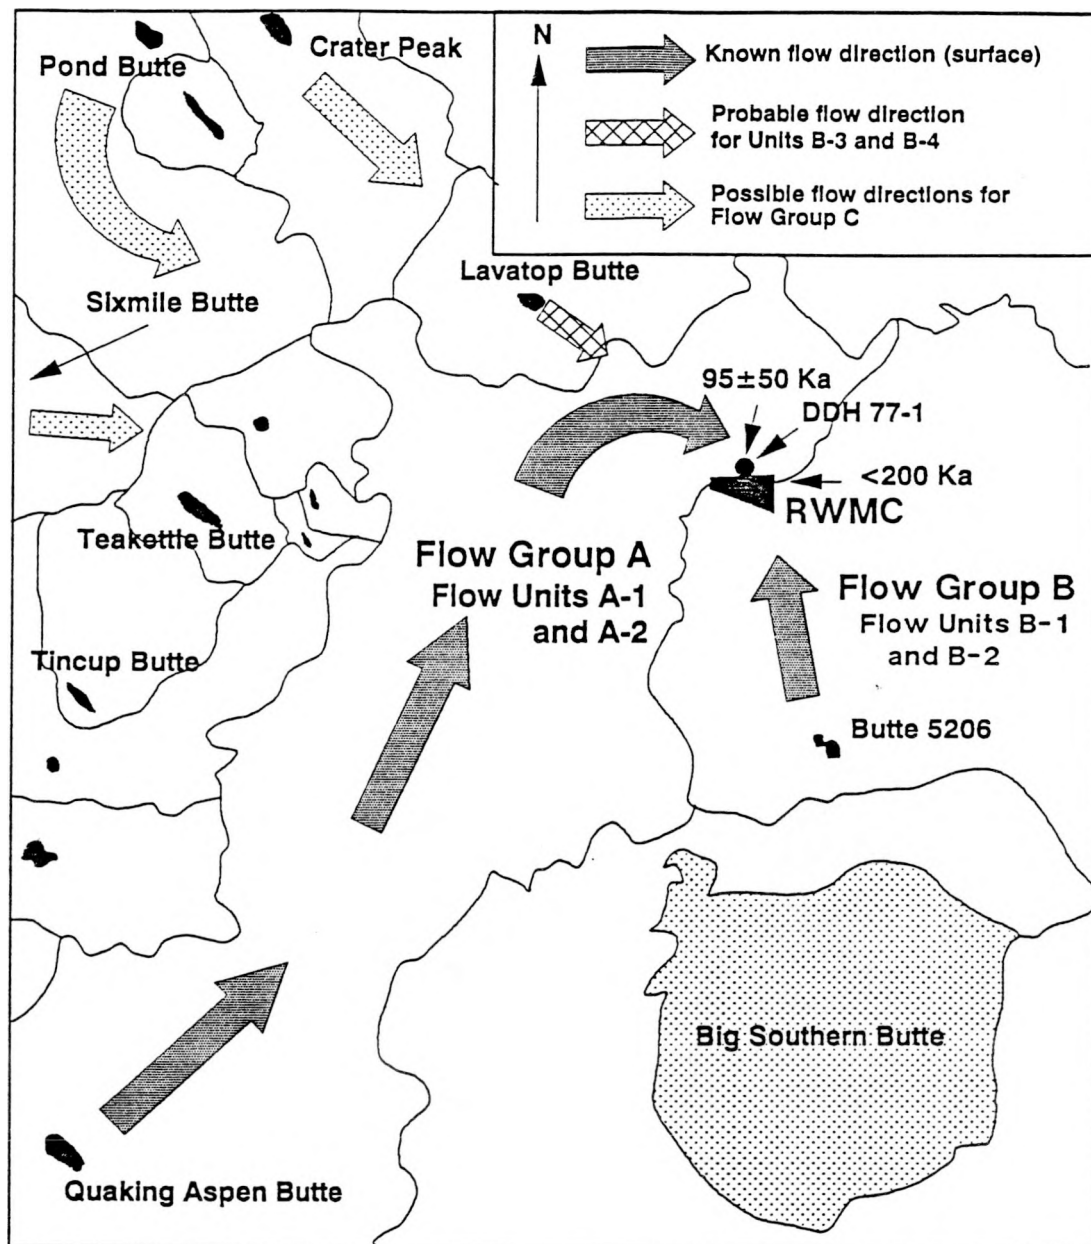 Pond Butte
Crater Peak
N
Known flow direction (surface)
Probable flow direction
for Units B-3 and B-4
Possible flow directions for
Flow Group C
Lavatop Butte
Sixmile Butte
95±50 Ka
DDH 77-1
<200 Ka
RWMC
Teakettle Butte
Flow Group A
Flow Units A-1
and A-2
Flow Group B
Flow Units B-1
and B-2
Tincup Butte
Butte 5206
Big Southern Butte
Quaking Aspen Butte